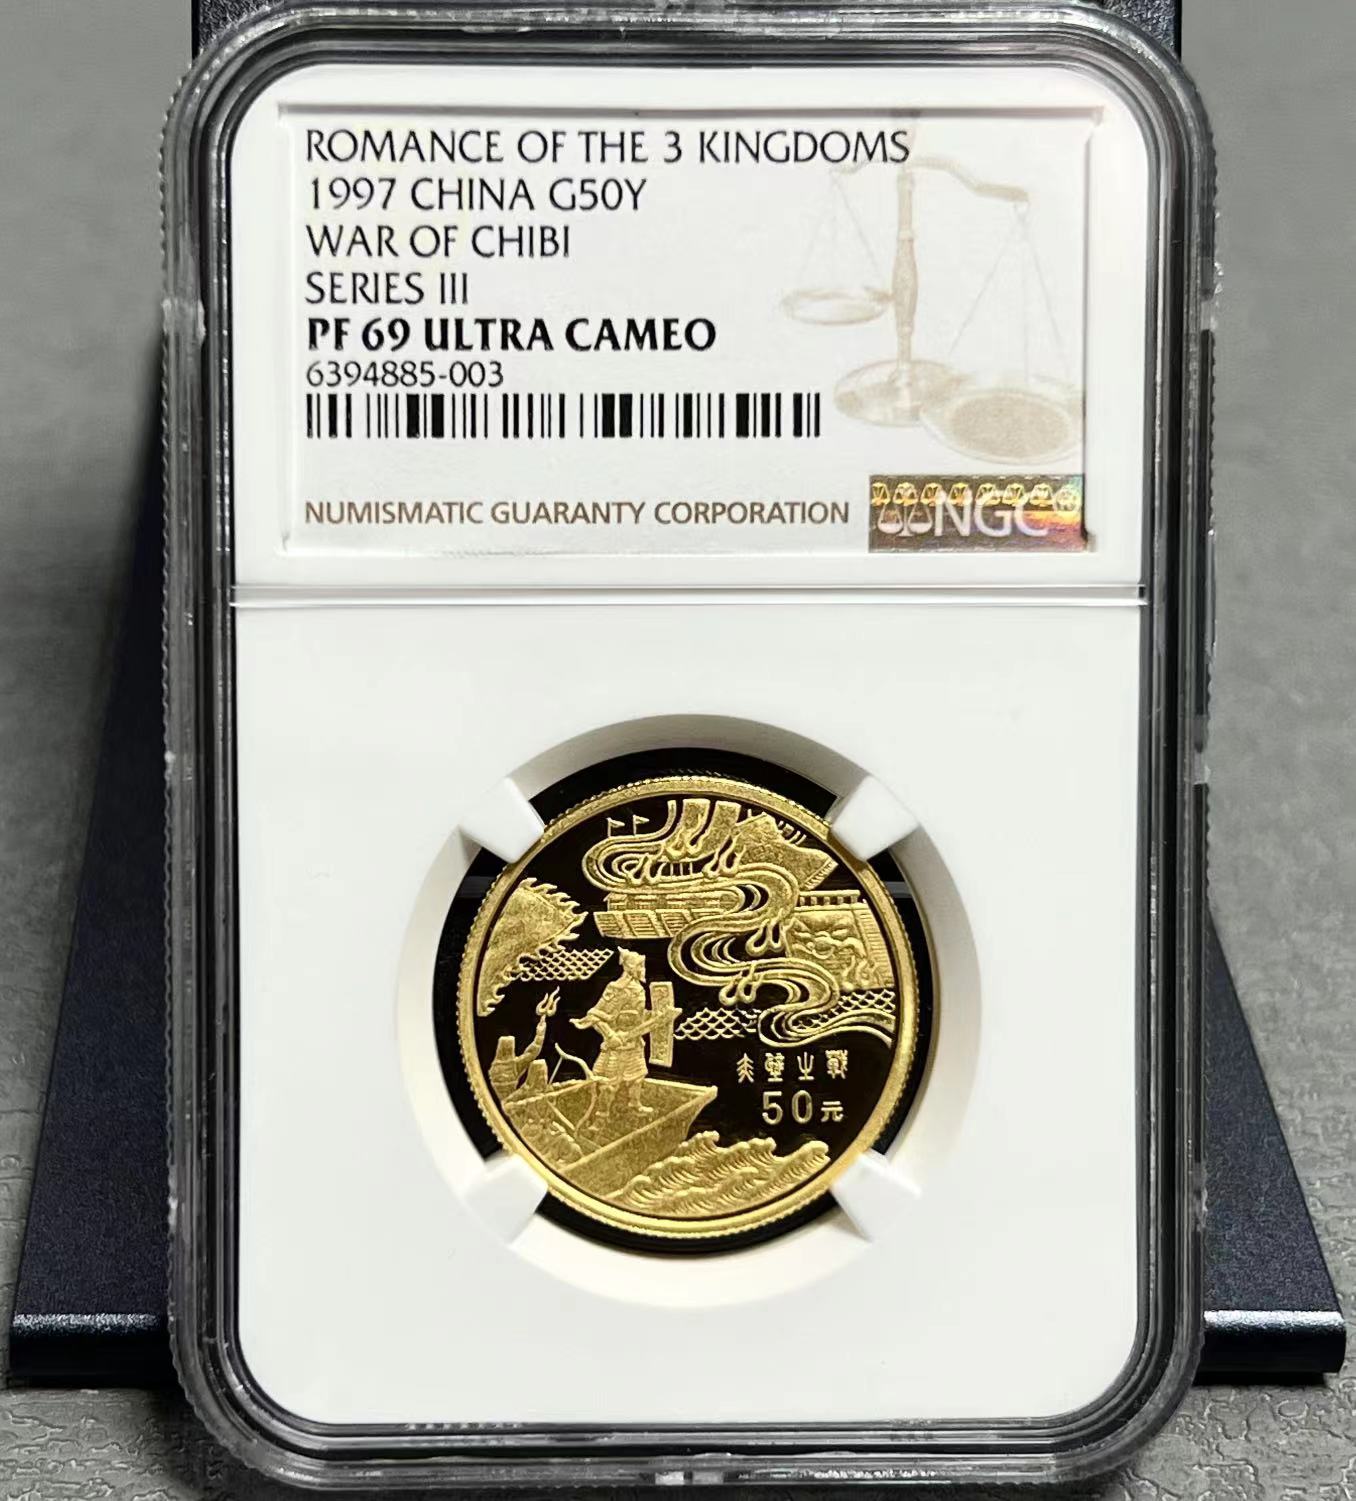 ROMANCE OF THE 3 KINGDOMS
1997 CHINA G50Y
WAR OF CHIBI
SERIES III
PF 69 ULTRA CAMEO
6394885-003
NUMISMATIC GUARANTY CORPORATION
NGC
赤壁之戰
50元